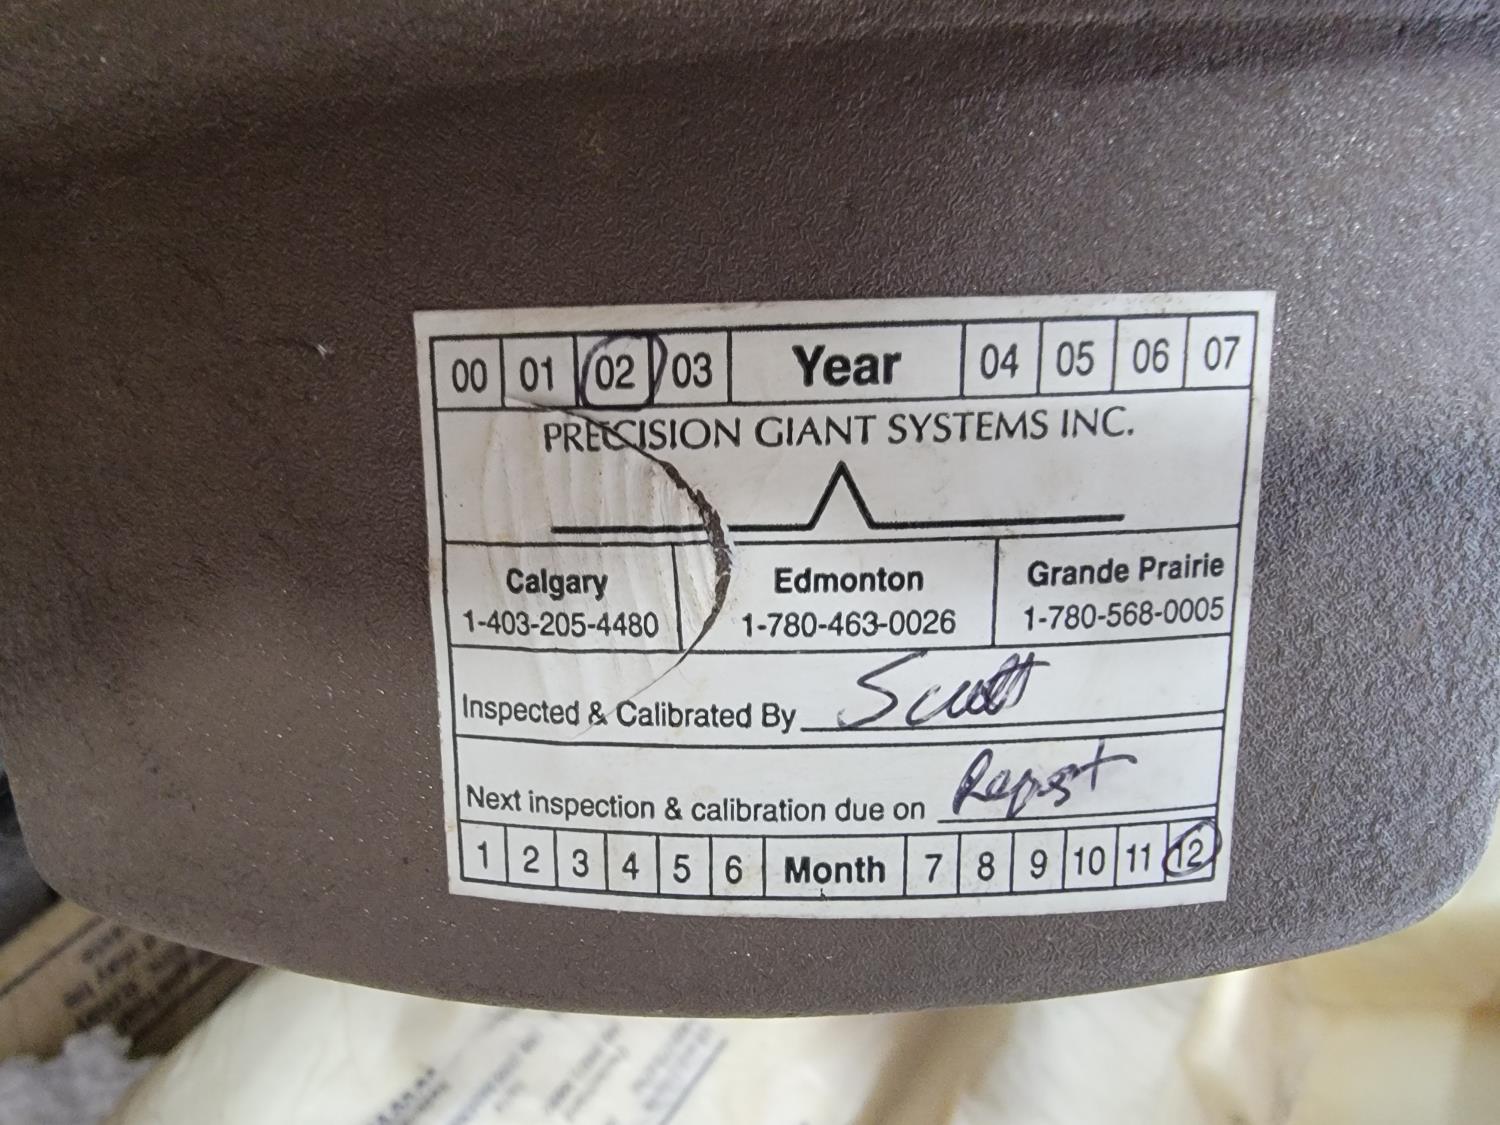 00 01 02 03 Year 04 05 06 07
PRECISION GIANT SYSTEMS INC.
Calgary Edmonton Grande Prairie
1-403-205-4480 1-780-463-0026 1-780-568-0005
Inspected & Calibrated By Scott
Next inspection & calibration due on
1 2 3 4 5 6 Month 7 8 9 10 11 12